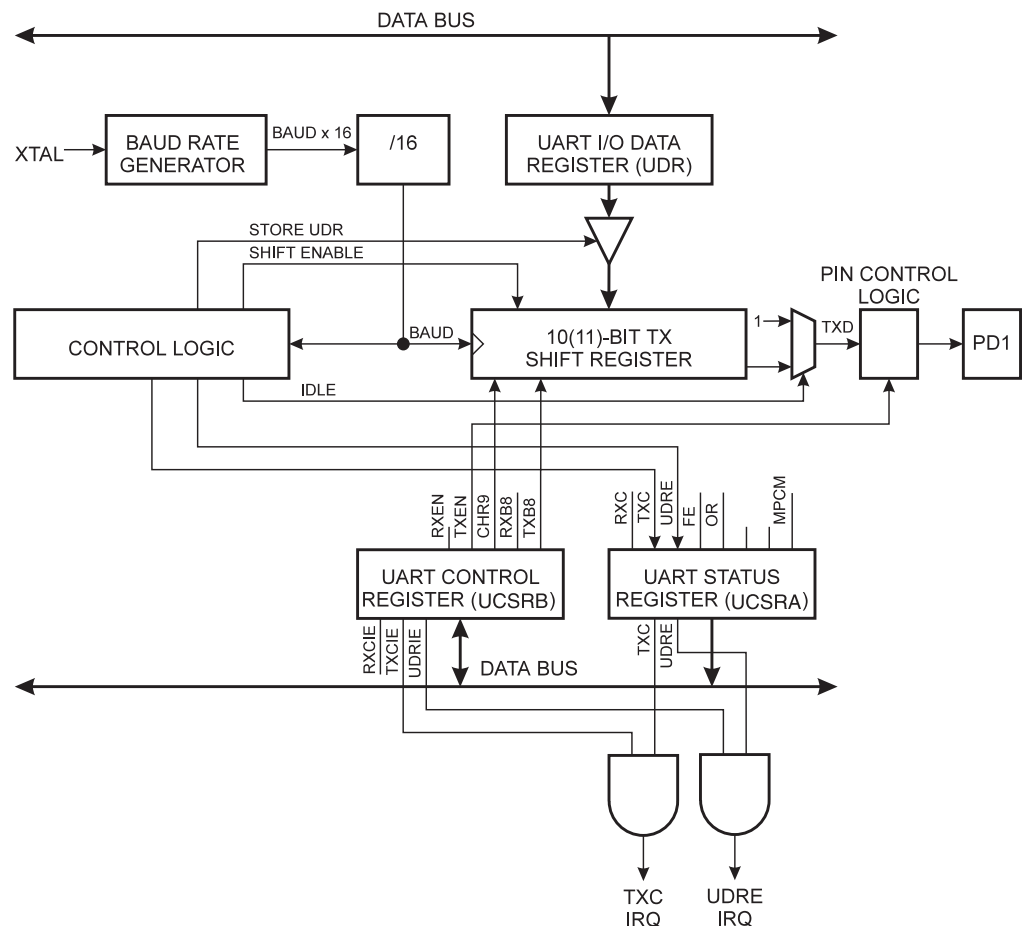 DATA BUS
XTAL
BAUD RATE
GENERATOR
BAUD x 16
/16
UART I/O DATA
REGISTER (UDR)
STORE UDR
SHIFT ENABLE
PIN CONTROL
LOGIC
CONTROL LOGIC
BAUD
10(11)-BIT TX
SHIFT REGISTER
1
TXD
PD1
IDLE
RXEN
TXEN
CHR9
RXB8
TXB8
RXC
TXC
UDRE
FE
OR
MPCM
UART CONTROL
REGISTER (UCSRB)
UART STATUS
REGISTER (UCSRA)
RXCIE
TXCIE
UDRIE
TXC
UDRE
DATA BUS
TXC
IRQ
UDRE
IRQ